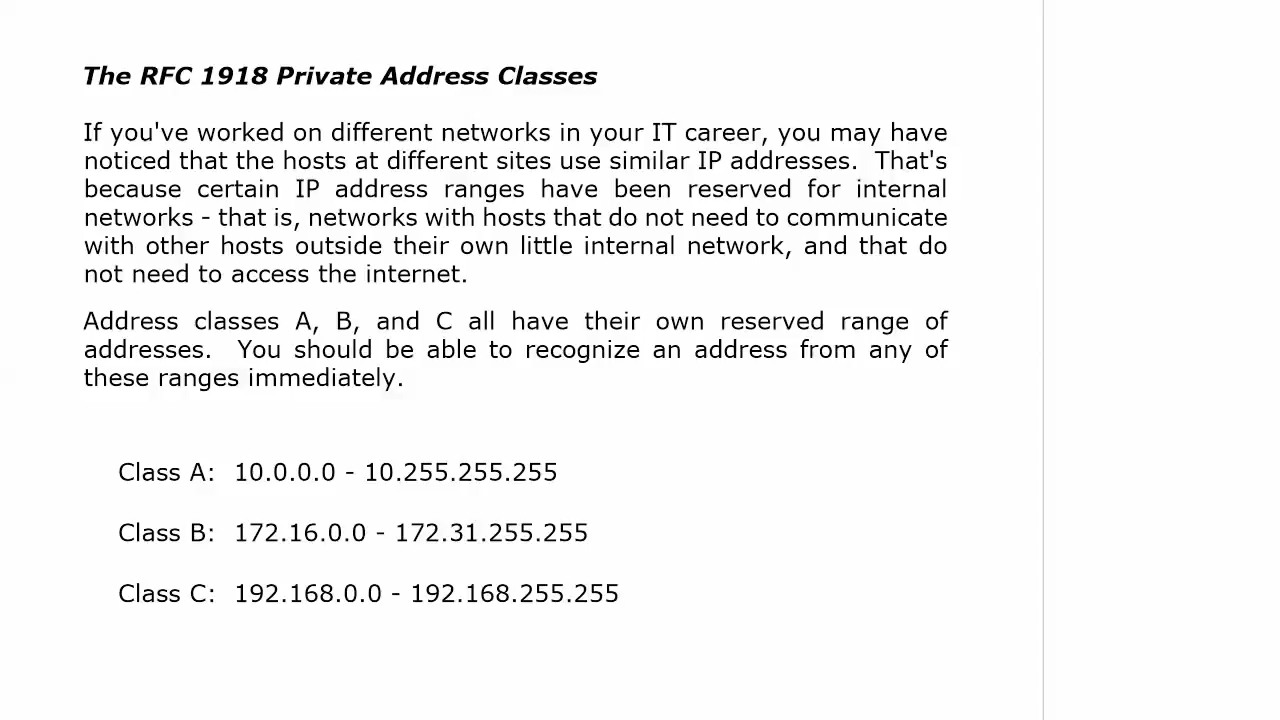 The RFC 1918 Private Address Classes
If you've worked on different networks in your IT career, you may have
noticed that the hosts at different sites use similar IP addresses.  That's
because certain IP address ranges have been reserved for internal
networks - that is, networks with hosts that do not need to communicate
with other hosts outside their own little internal network, and that do
not need to access the internet.
Address classes A, B, and C all have their own reserved range of
addresses.  You should be able to recognize an address from any of
these ranges immediately.
Class A:  10.0.0.0 - 10.255.255.255
Class B:  172.16.0.0 - 172.31.255.255
Class C:  192.168.0.0 - 192.168.255.255